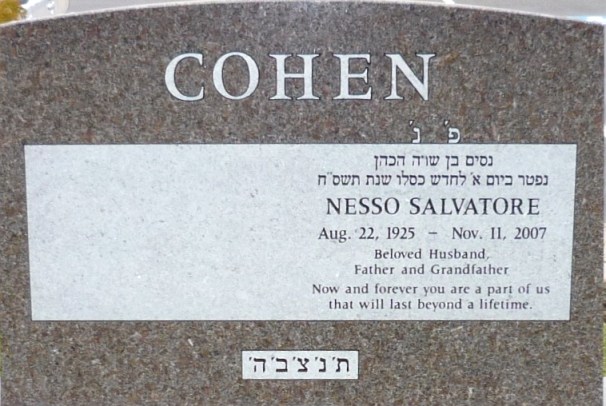 COHEN
פ' נ'
נסים בן שו״ה הכהן
נפטר ביום א' לחדש כסלו שנת תשס״ח
NESSO SALVATORE
Aug. 22, 1925 – Nov. 11, 2007
Beloved Husband,
Father and Grandfather
Now and forever you are a part of us
that will last beyond a lifetime.
ת'נ'צ'ב'ה'